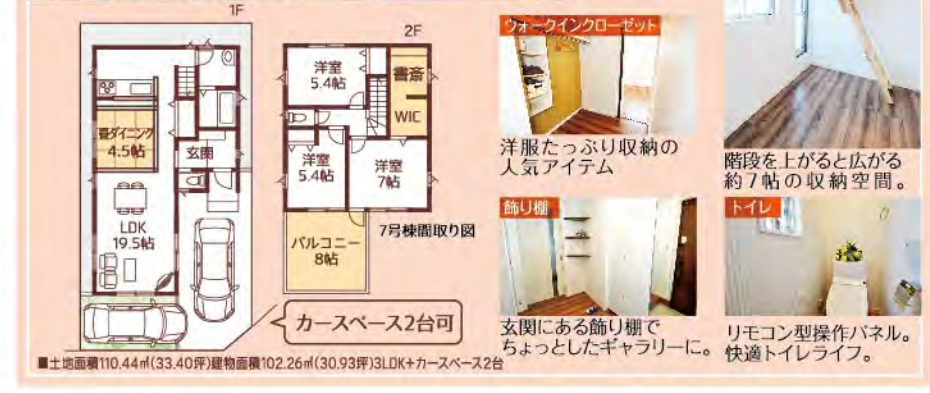 1F
2F
洋室
5.4帖
書斎
WIC
畳ダイニング
4.5帖
玄関
洋室
5.4帖
洋室
7帖
LDK
19.5帖
バルコニー
8帖
7号棟間取り図
カースペース2台可
■土地面積110.44㎡(33.40坪)建物面積102.26㎡(30.93坪)3LDK+カースペース2台
ウォークインクローゼット
洋服たっぷり収納の
人気アイテム
階段を上がると広がる
約7帖の収納空間。
飾り棚
玄関にある飾り棚で
ちょっとしたギャラリーに。
トイレ
リモコン型操作パネル。
快適トイレライフ。